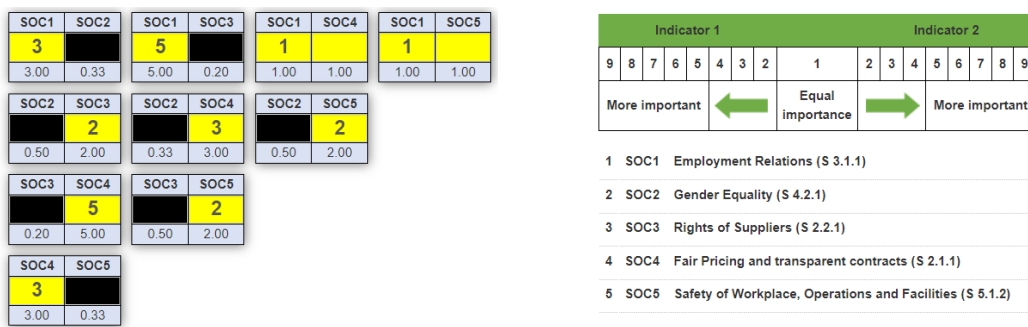 SOC1 SOC2 SOC1 SOC3 SOC1 SOC4 SOC1 SOC5
3 5 1 1
3.00 0.33 5.00 0.20 1.00 1.00 1.00 1.00
SOC2 SOC3 SOC2 SOC4 SOC2 SOC5
2 3 2
0.50 2.00 0.33 3.00 0.50 2.00
SOC3 SOC4 SOC3 SOC5
5 2
0.20 5.00 0.50 2.00
SOC4 SOC5
3
3.00 0.33
Indicator 1 Indicator 2
9 8 7 6 5 4 3 2 1 2 3 4 5 6 7 8 9
More important Equal importance More important
1 SOC1 Employment Relations (S 3.1.1)
2 SOC2 Gender Equality (S 4.2.1)
3 SOC3 Rights of Suppliers (S 2.2.1)
4 SOC4 Fair Pricing and transparent contracts (S 2.1.1)
5 SOC5 Safety of Workplace, Operations and Facilities (S 5.1.2)